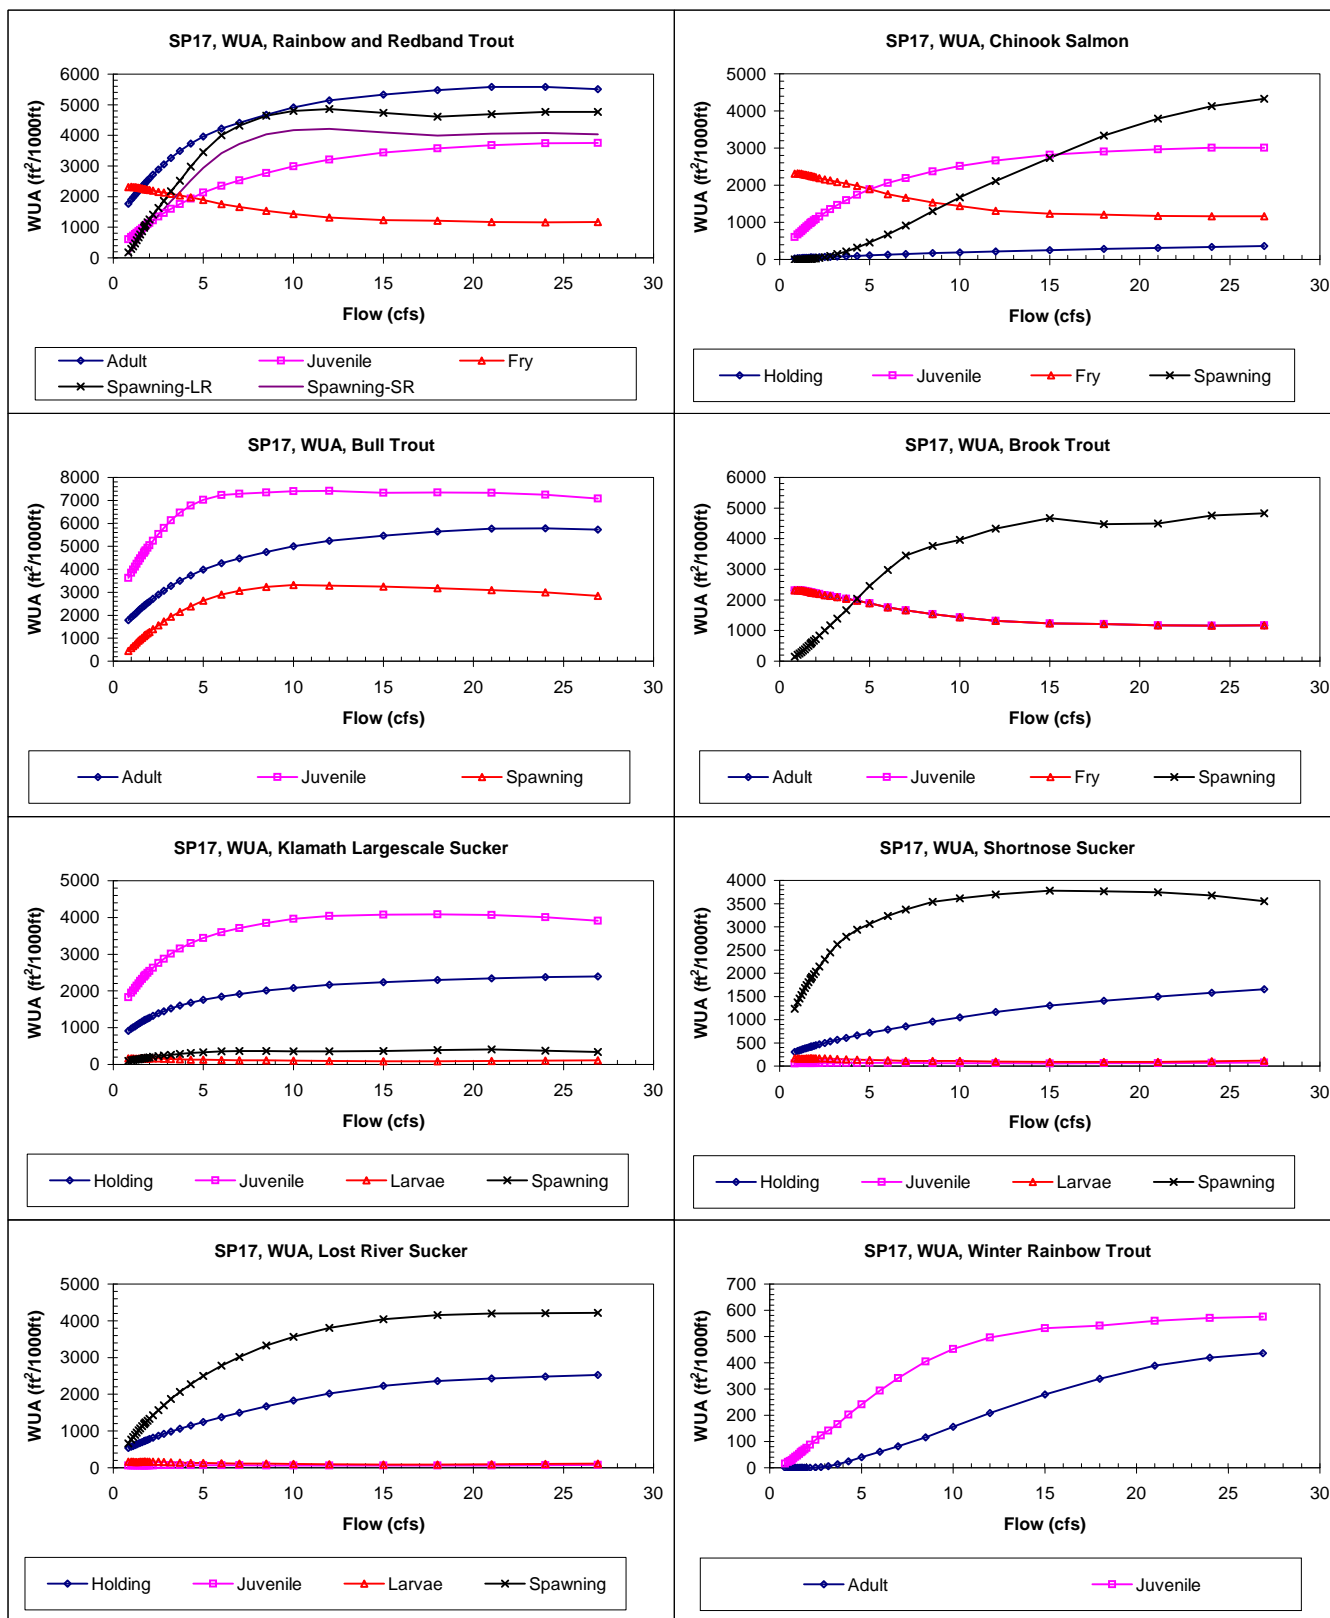 SP17, WUA, Rainbow and Redband Trout
WUA (ft²/1000ft)
6000
5000
4000
3000
2000
1000
0
0 5 10 15 20 25 30
Flow (cfs)
Adult Juvenile Fry
Spawning-LR Spawning-SR
SP17, WUA, Chinook Salmon
WUA (ft²/1000ft)
5000
4000
3000
2000
1000
0
0 5 10 15 20 25 30
Flow (cfs)
Holding Juvenile Fry Spawning
SP17, WUA, Bull Trout
WUA (ft²/1000ft)
8000
7000
6000
5000
4000
3000
2000
1000
0
0 5 10 15 20 25 30
Flow (cfs)
Adult Juvenile Spawning
SP17, WUA, Brook Trout
WUA (ft²/1000ft)
6000
5000
4000
3000
2000
1000
0
0 5 10 15 20 25 30
Flow (cfs)
Adult Juvenile Fry Spawning
SP17, WUA, Klamath Largescale Sucker
WUA (ft²/1000ft)
5000
4000
3000
2000
1000
0
0 5 10 15 20 25 30
Flow (cfs)
Holding Juvenile Larvae Spawning
SP17, WUA, Shortnose Sucker
WUA (ft²/1000ft)
4000
3500
3000
2500
2000
1500
1000
500
0
0 5 10 15 20 25 30
Flow (cfs)
Holding Juvenile Larvae Spawning
SP17, WUA, Lost River Sucker
WUA (ft²/1000ft)
5000
4000
3000
2000
1000
0
0 5 10 15 20 25 30
Flow (cfs)
Holding Juvenile Larvae Spawning
SP17, WUA, Winter Rainbow Trout
WUA (ft²/1000ft)
700
600
500
400
300
200
100
0
0 5 10 15 20 25 30
Flow (cfs)
Adult Juvenile